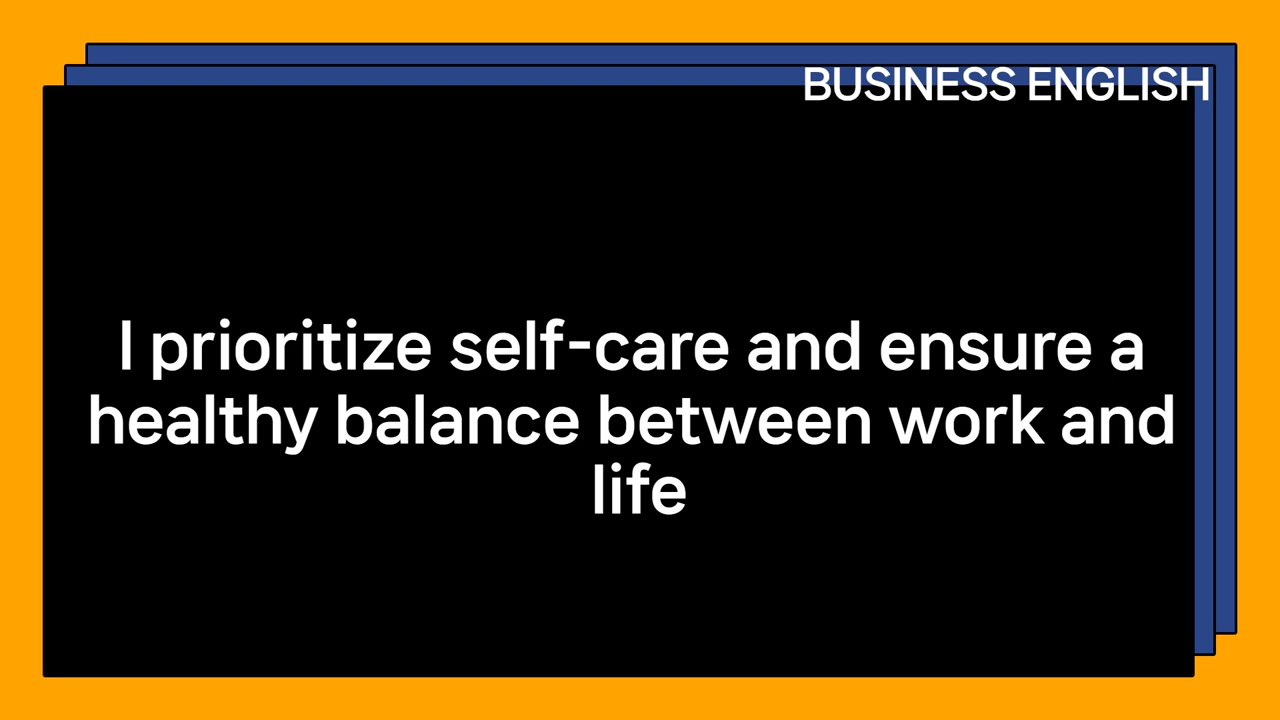 BUSINESS ENGLISH
I prioritize self-care and ensure a
healthy balance between work and
life